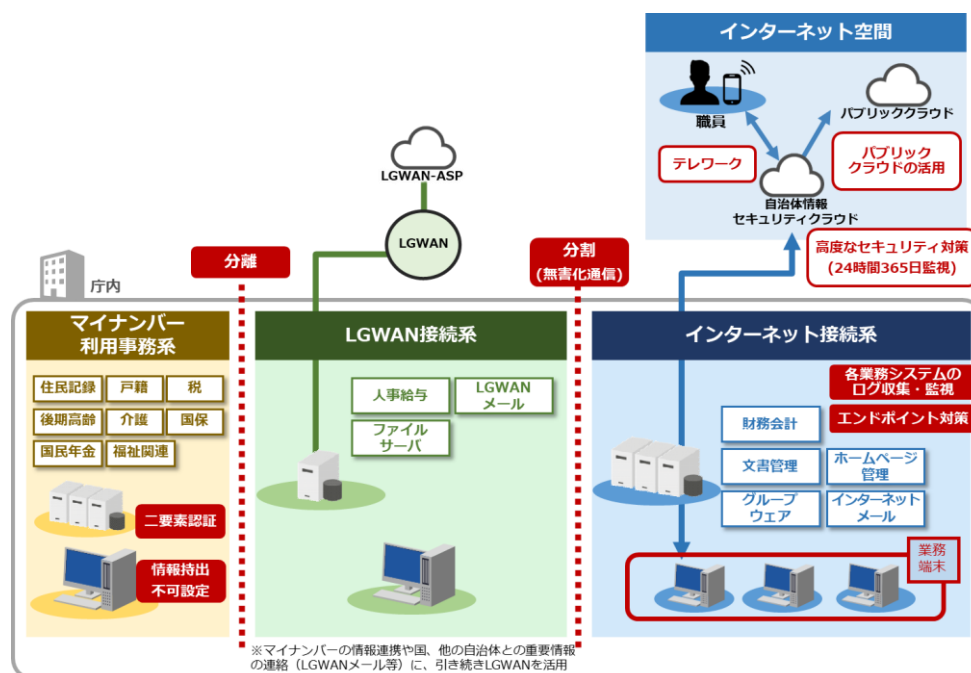 インターネット空間
職員
パブリッククラウド
テレワーク
パブリック
クラウドの活用
自治体情報
セキュリティクラウド
高度なセキュリティ対策
(24時間365日監視)
LGWAN-ASP
LGWAN
分離
分割
(無害化通信)
庁内
マイナンバー
利用事務系
住民記録
戸籍
税
後期高齢
介護
国保
国民年金
福祉関連
二要素認証
情報持出
不可設定
LGWAN接続系
人事給与
LGWAN
メール
ファイル
サーバ
インターネット接続系
各業務システムの
ログ収集・監視
エンドポイント対策
財務会計
文書管理
ホームページ
管理
グループ
ウェア
インターネット
メール
業務
端末
※マイナンバーの情報連携や国、他の自治体との重要情報
の連絡（LGWANメール等）に、引き続きLGWANを活用